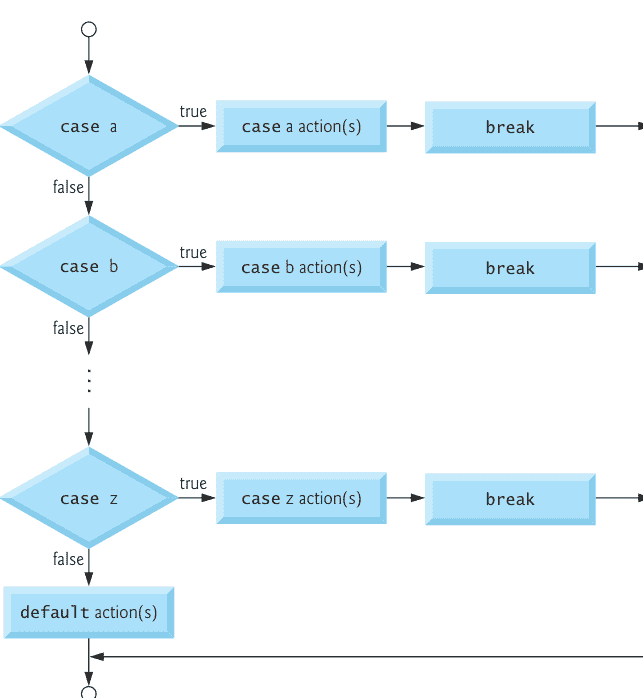 case a
true
case a action(s)
break
false
case b
true
case b action(s)
break
false
case z
true
case z action(s)
break
false
default action(s)